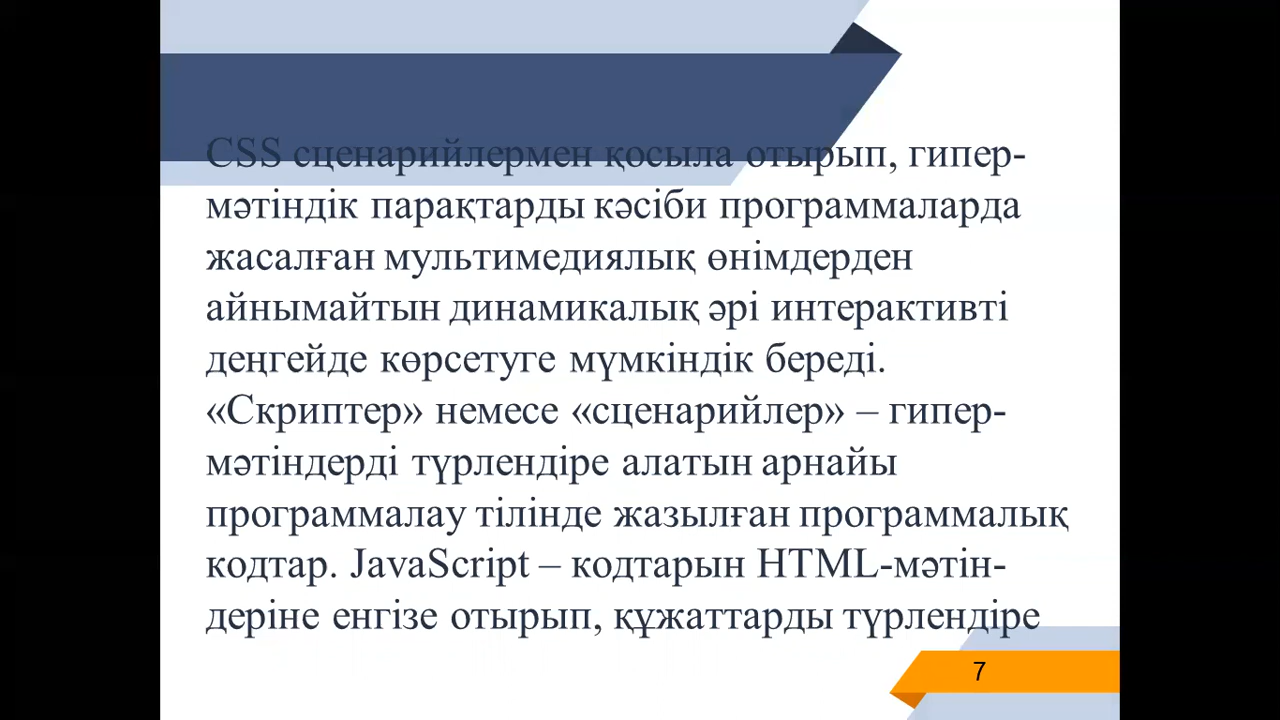 CSS сценарийлермен қосыла отырып, гипер-
мәтіндік парақтарды кәсіби программаларда
жасалған мультимедиялық өнімдерден
айнымайтын динамикалық әрі интерактивті
деңгейде көрсетуге мүмкіндік береді.
«Скриптер» немесе «сценарийлер» – гипер-
мәтіндерді түрлендіре алатын арнайы
программалау тілінде жазылған программалық
кодтар. JavaScript – кодтарын HTML-мәтін-
деріне енгізе отырып, құжаттарды түрлендіре
7